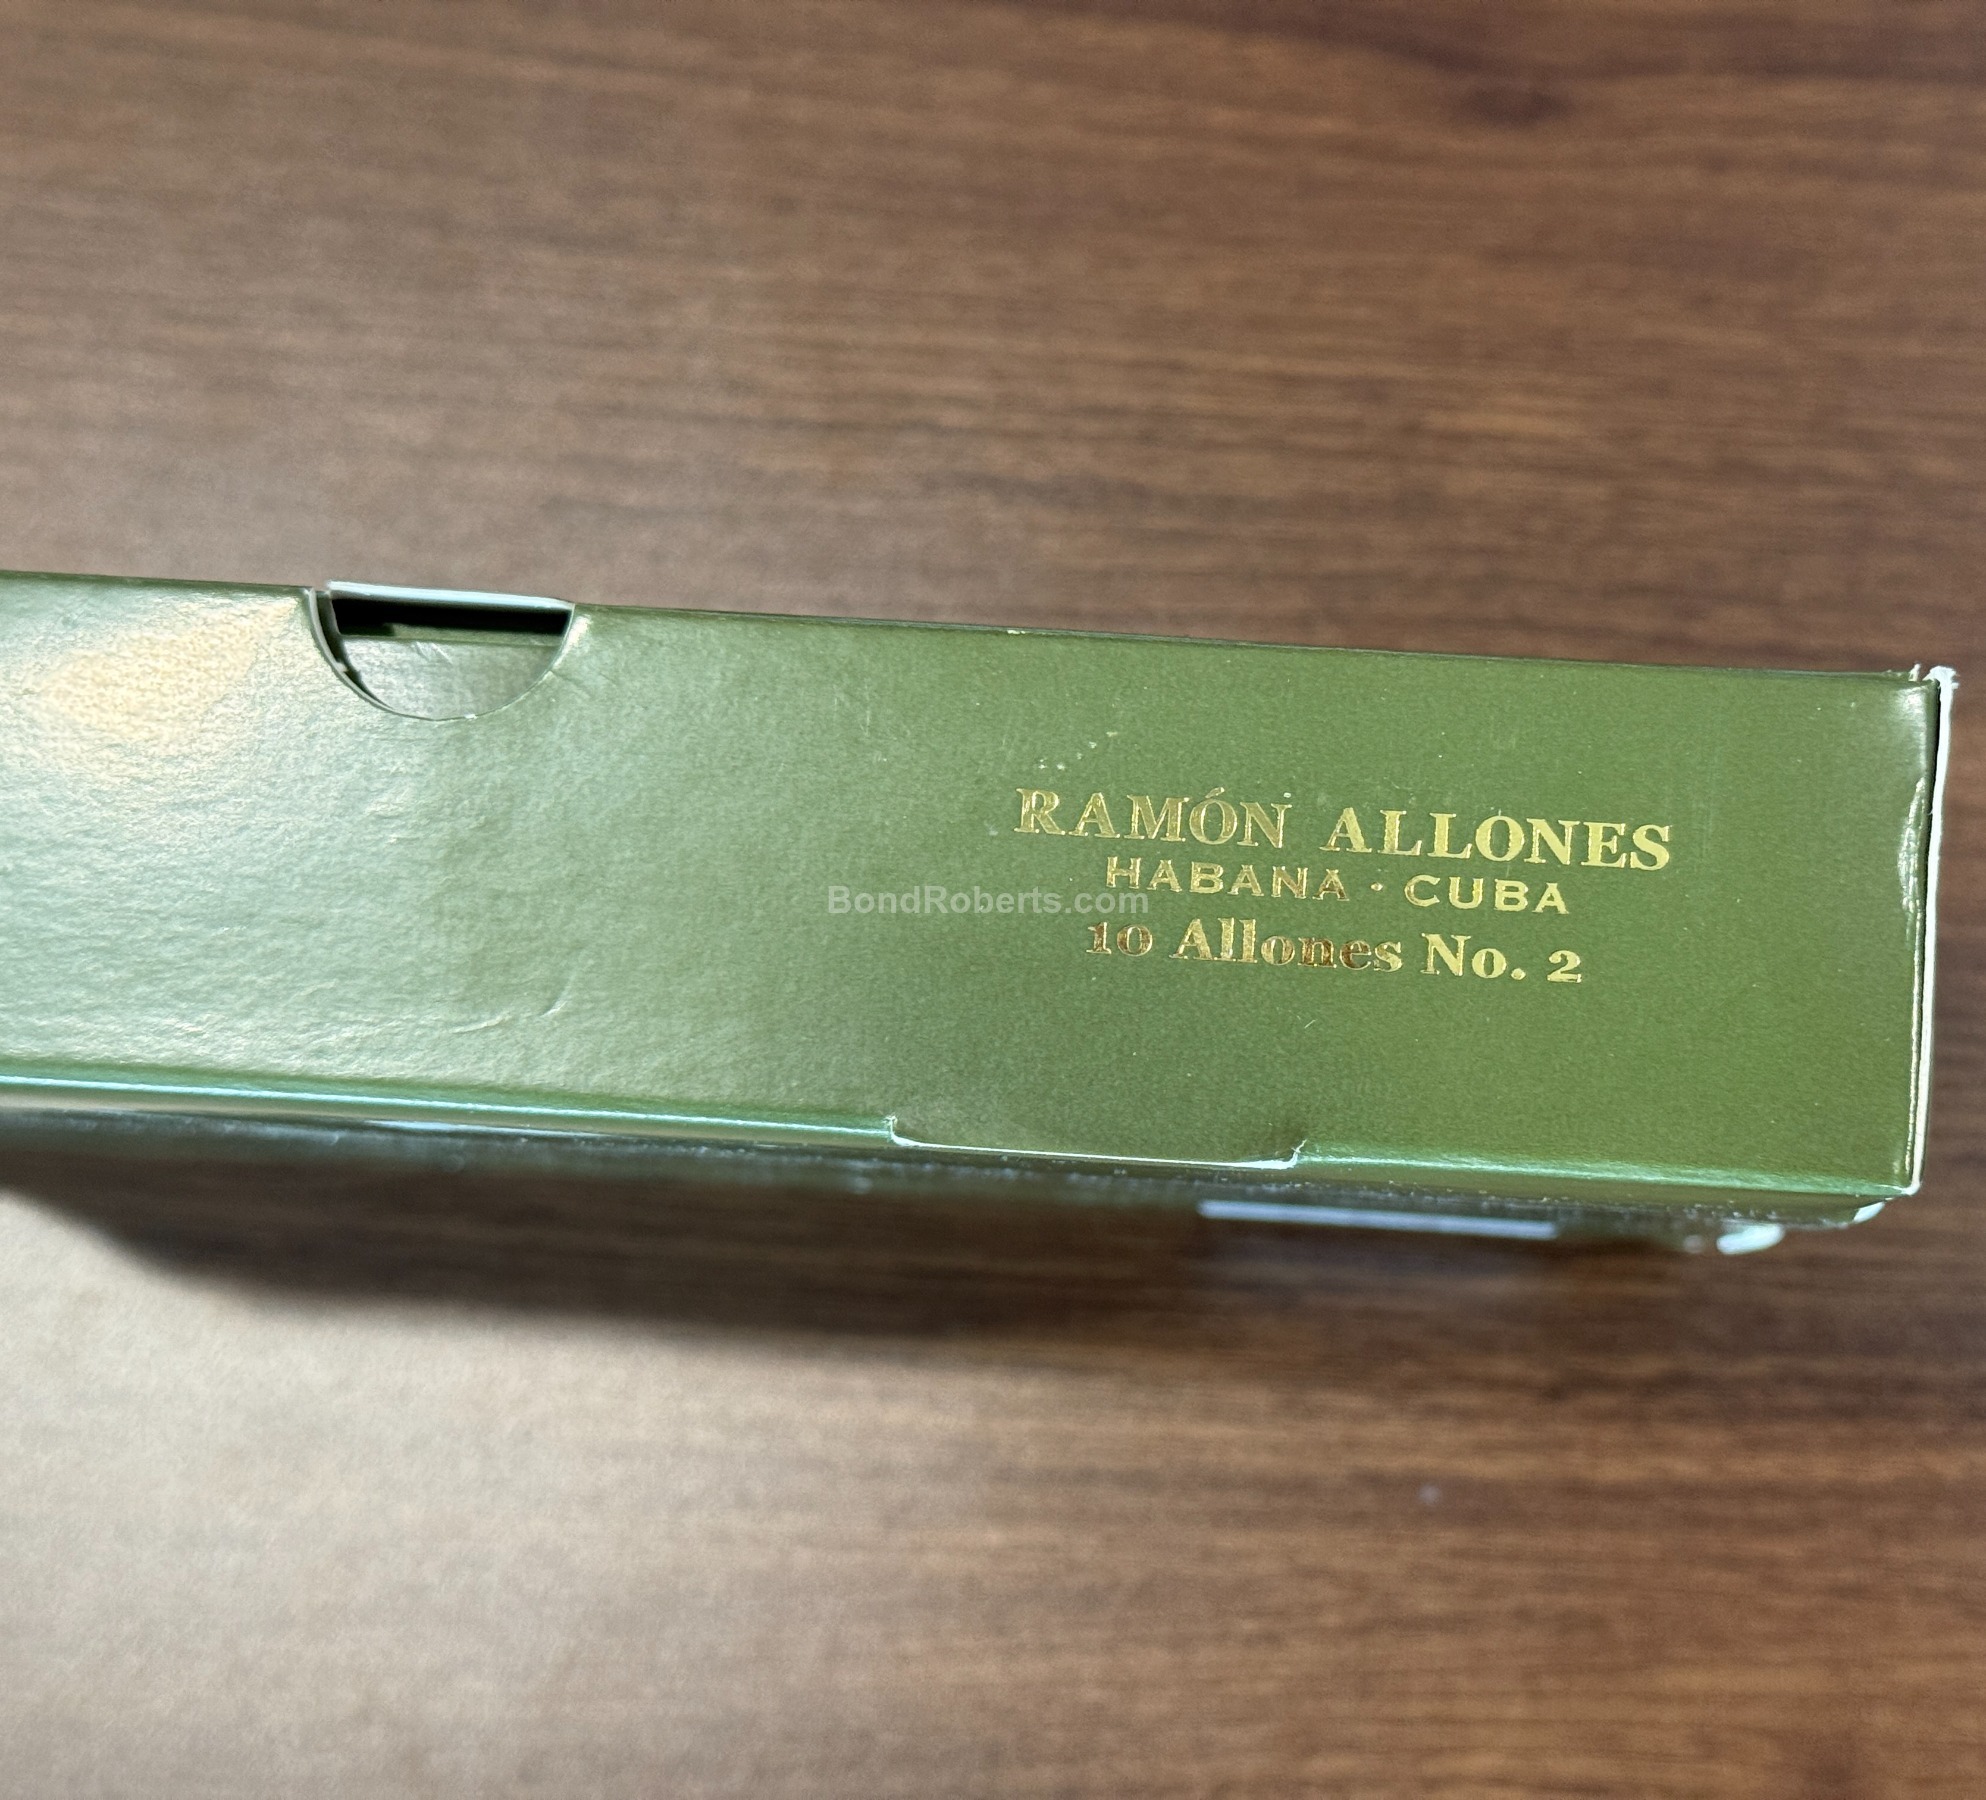 RAMÓN ALLONES
HABANA · CUBA
BondRoberts.com
10 Allones No. 2